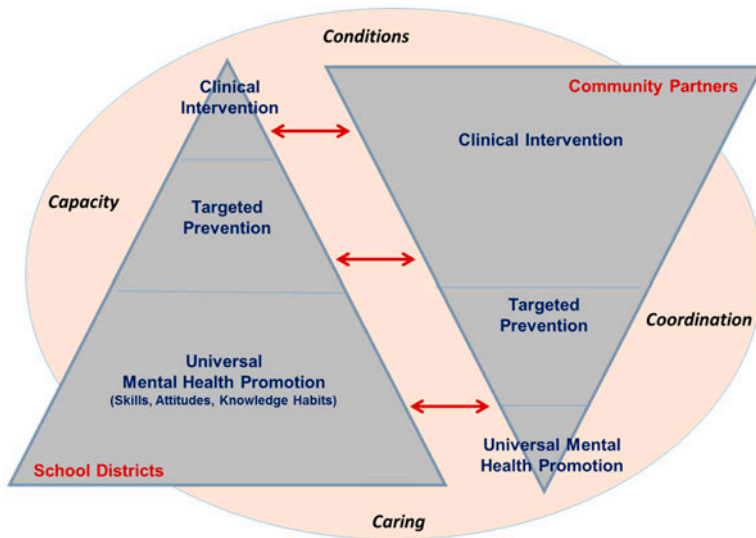 Conditions
Clinical
Intervention
Community Partners
Clinical Intervention
Capacity
Targeted
Prevention
Targeted
Prevention
Coordination
Universal
Mental Health Promotion
(Skills, Attitudes, Knowledge Habits)
Universal Mental
Health Promotion
School Districts
Caring